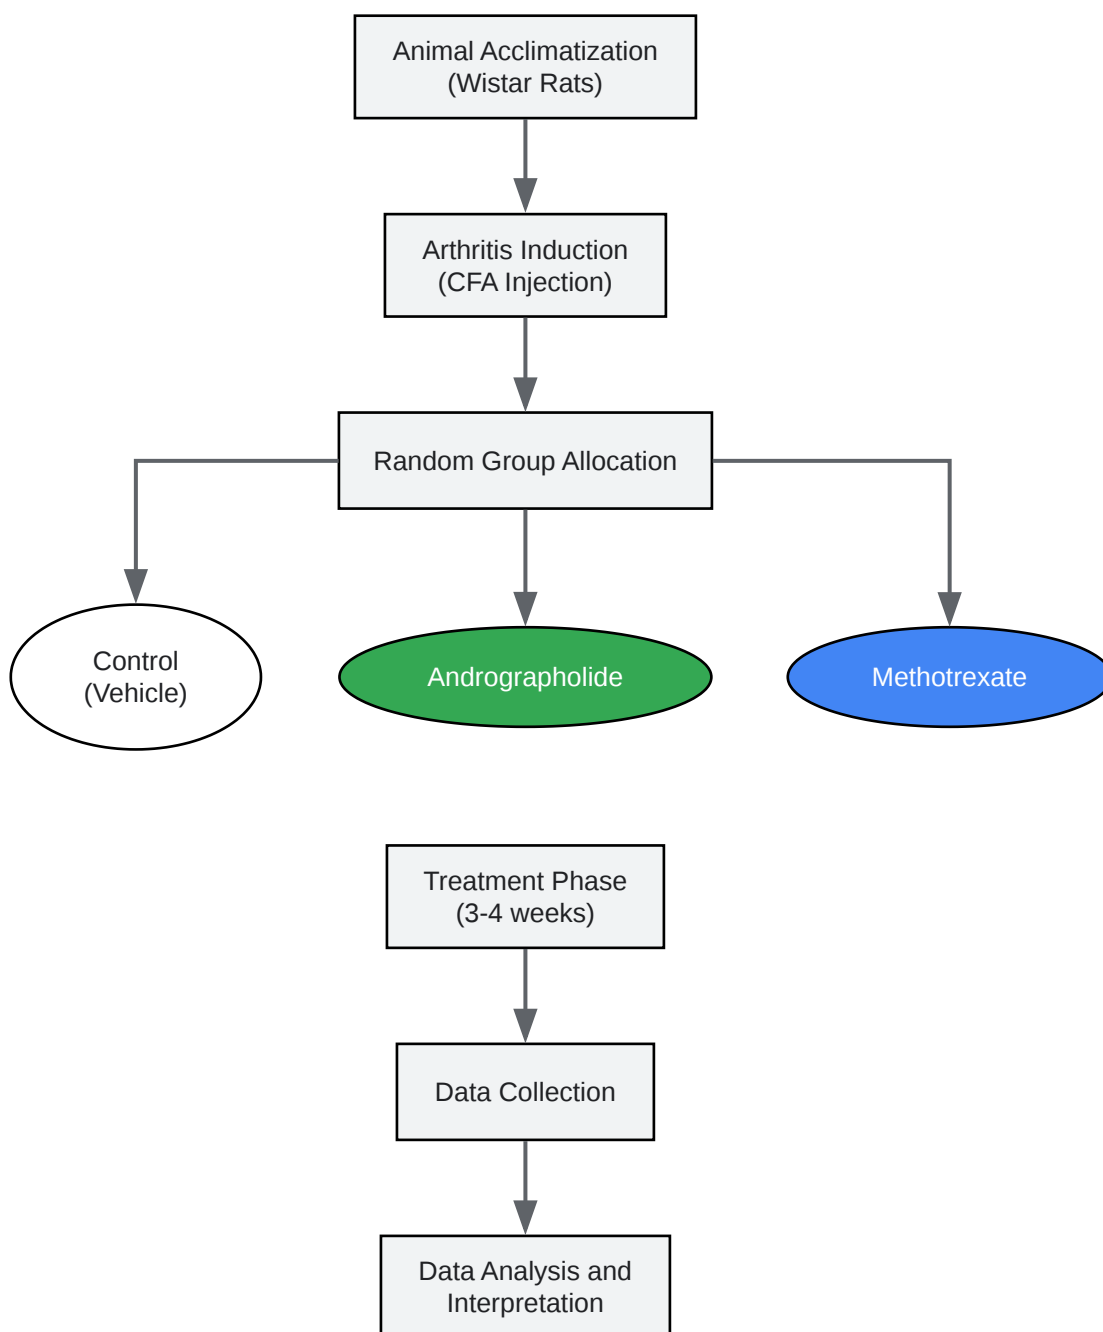 Animal Acclimatization
(Wistar Rats)
Arthritis Induction
(CFA Injection)
Random Group Allocation
Control
(Vehicle)
Andrographolide
Methotrexate
Treatment Phase
(3-4 weeks)
Data Collection
Data Analysis and
Interpretation